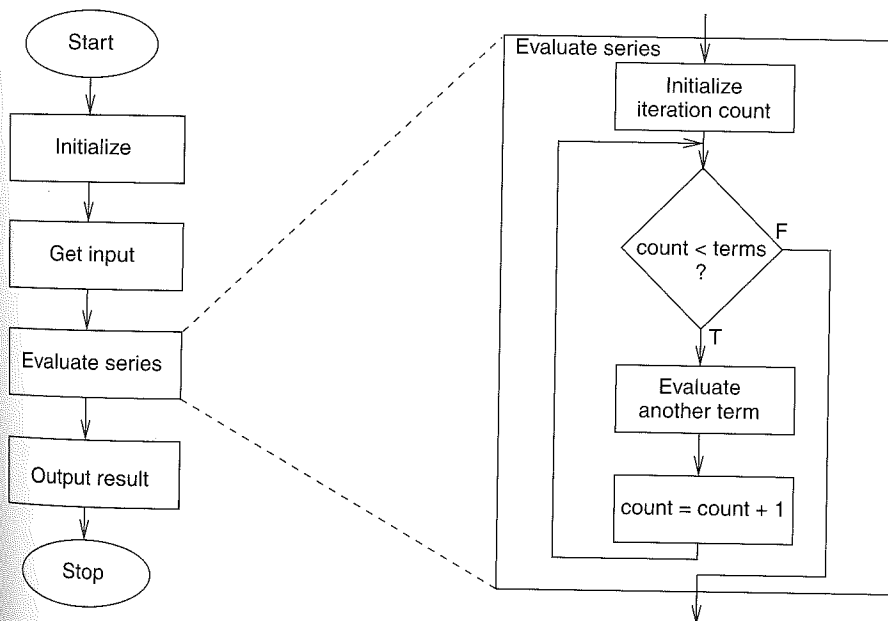 Start
Initialize
Get input
Evaluate series
Output result
Stop
Evaluate series
Initialize
iteration count
count < terms
?
F
T
Evaluate
another term
count = count + 1